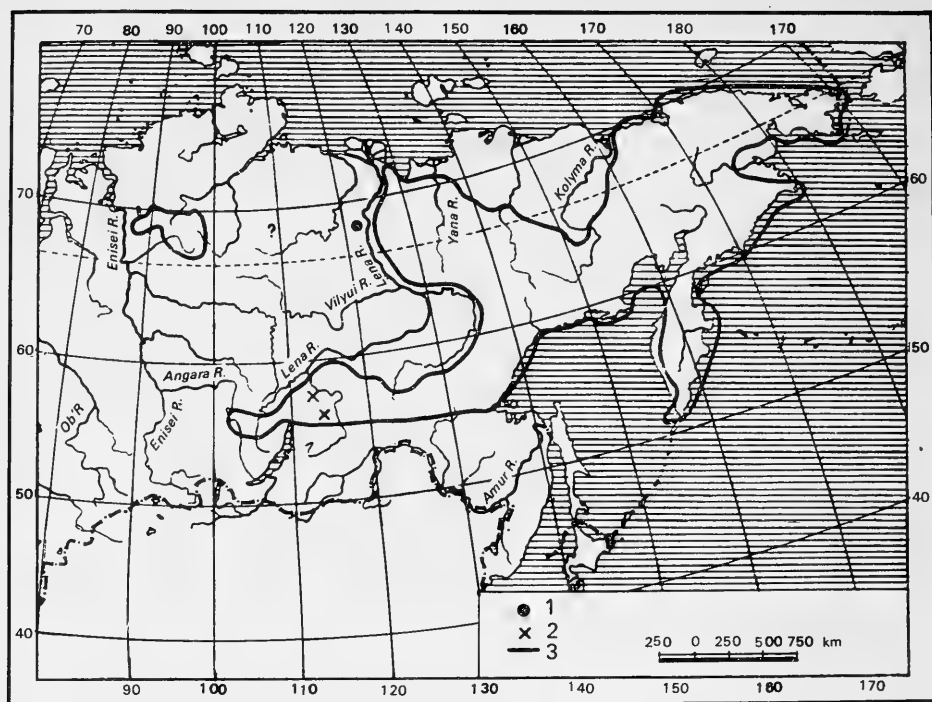 70 80 90 100 110 120 130 140 150 160 170 180 170
70
60
50
40
60
50
40
Enisei R.
?
Lena R.
Yana R.
Kolyma R.
Vilyui R.
Lena R.
Angara R.
Ob' R.
Enisei R.
Amur R.
1
2
3
250 0 250 500 750 km
90 100 110 120 130 140 150 160 170